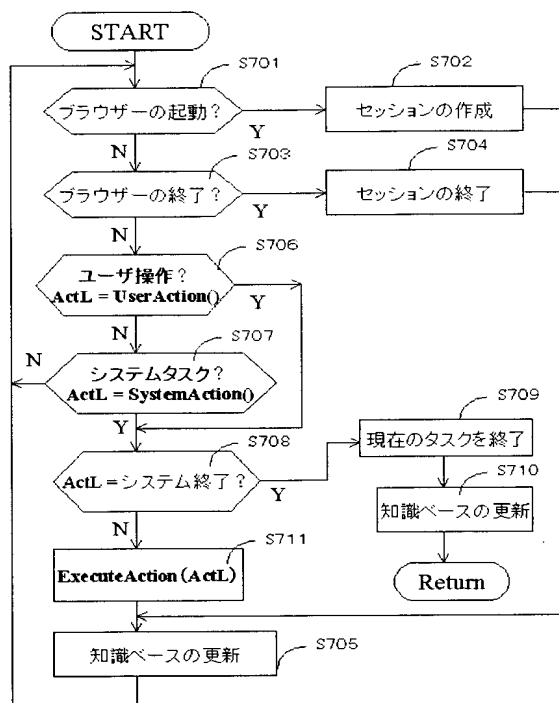 START
S701
ブラウザーの起動？
Y
N
S702
セッションの作成
S703
ブラウザーの終了？
Y
N
S704
セッションの終了
S706
ユーザ操作？
ActL = UserAction()
Y
N
S707
システムタスク？
ActL = SystemAction()
N
Y
S708
ActL = システム終了？
Y
N
S709
現在のタスクを終了
S710
知識ベースの更新
Return
S711
ExecuteAction (ActL)
S705
知識ベースの更新